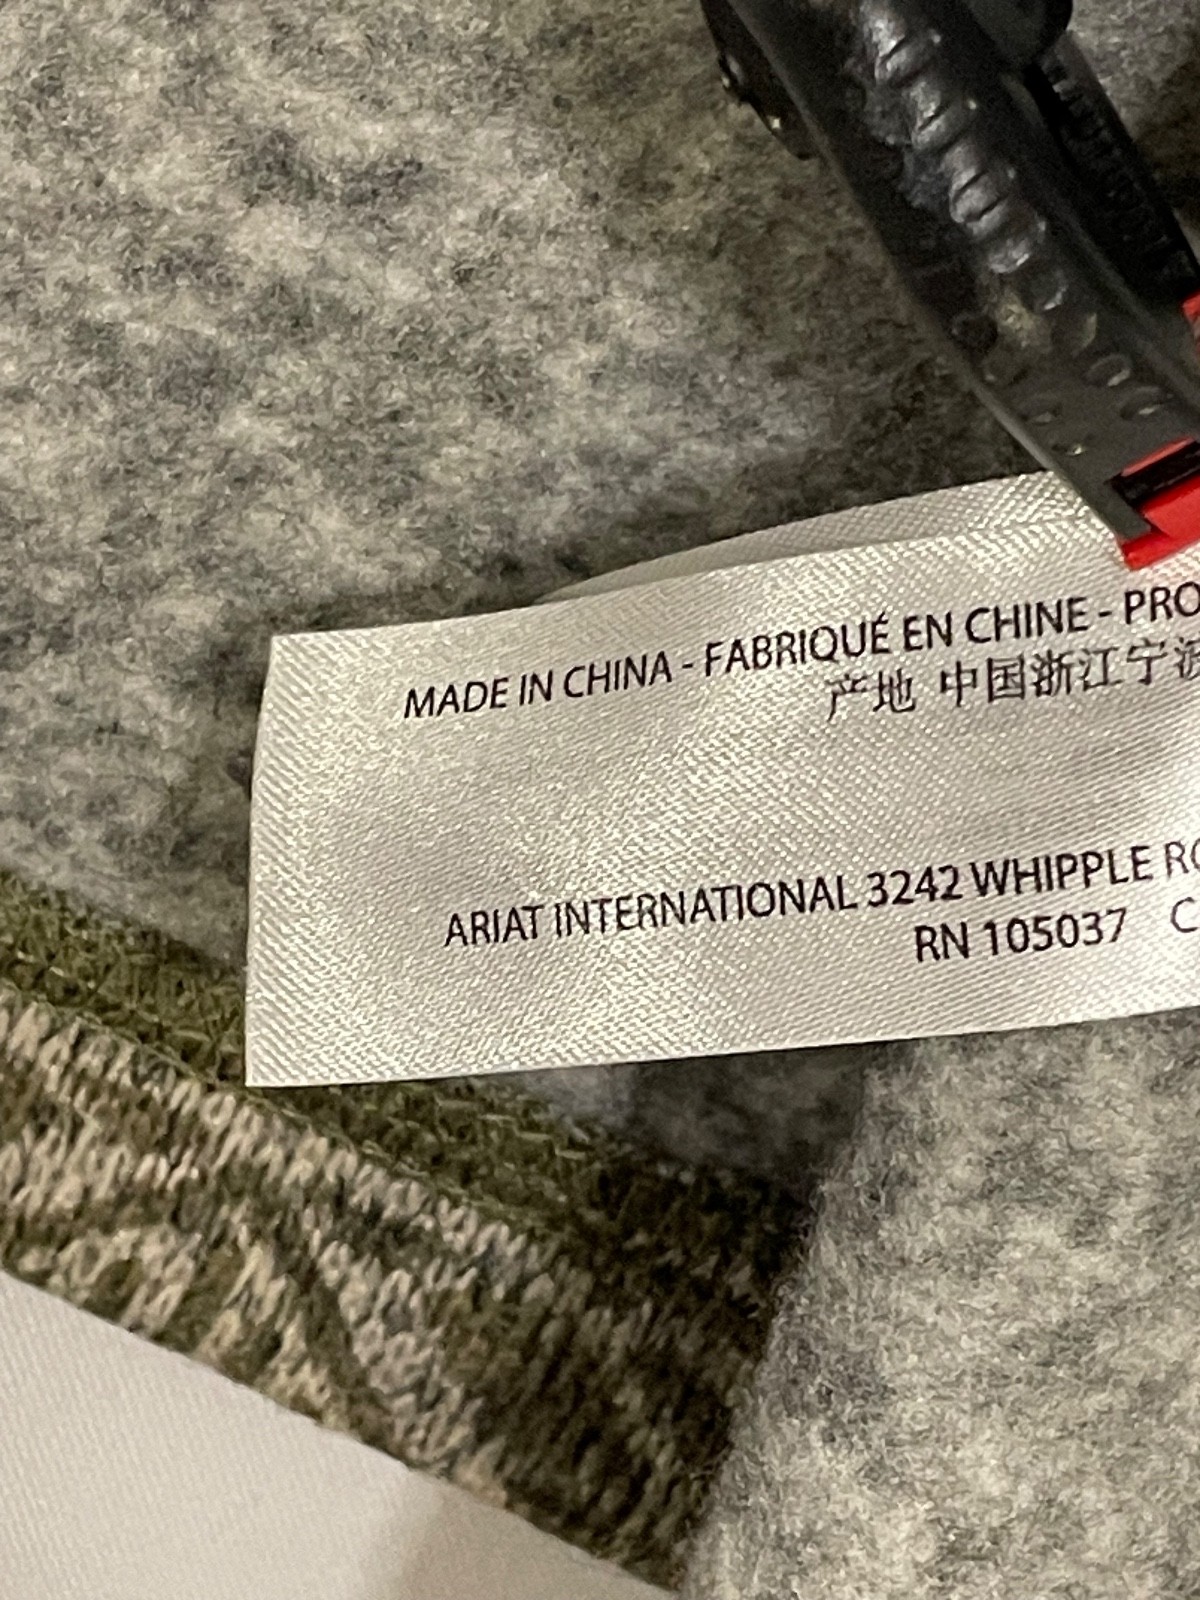 MADE IN CHINA - FABRIQUÉ EN CHINE - PRO
产地 中国浙江宁波
ARIAT INTERNATIONAL 3242 WHIPPLE RO
RN 105037 C